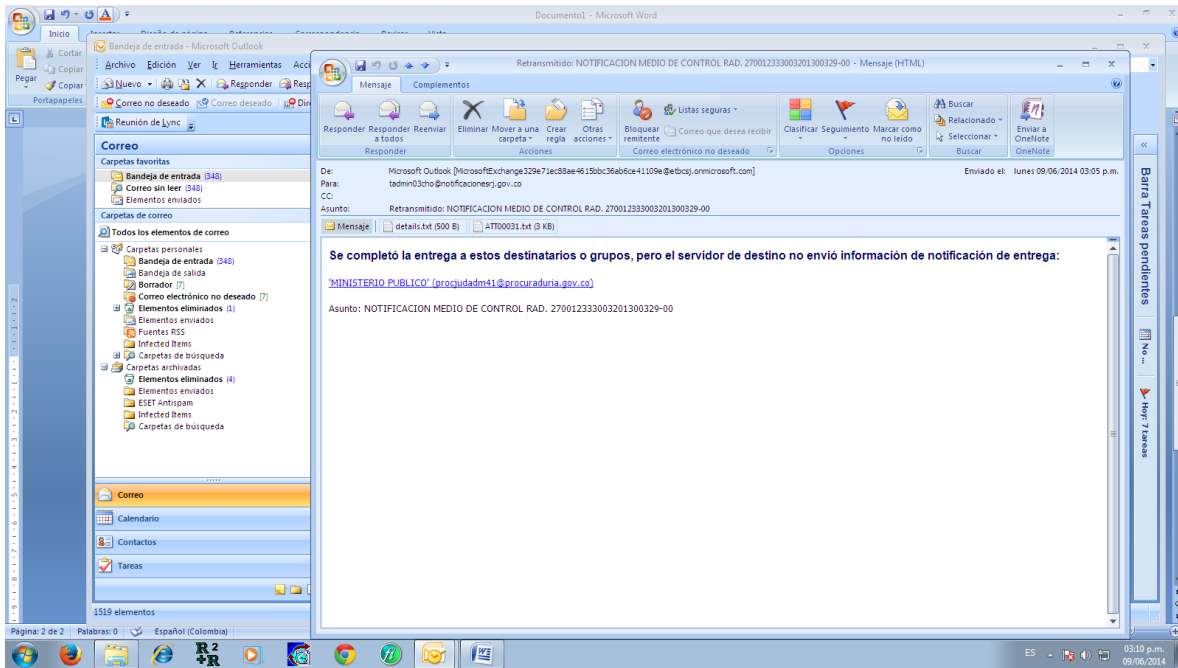 Documento1 - Microsoft Word
Inicio
Cortar
Copiar
Pegar
Copiar
Portapapeles
Bandeja de entrada - Microsoft Outlook
Archivo Edición Ver Ir Herramientas Acci
Nuevo Responder Resp
Correo no deseado Correo deseado Dir
Reunión de Lync
Correo
Carpetas favoritas
Bandeja de entrada (348)
Correo sin leer (348)
Elementos enviados
Carpetas de correo
Todos los elementos de correo
Carpetas personales
Bandeja de entrada (348)
Bandeja de salida
Borrador [7]
Correo electrónico no deseado [7]
Elementos eliminados (1)
Elementos enviados
Fuentes RSS
Infected Items
Carpetas de búsqueda
Carpetas archivadas
Elementos eliminados (4)
Elementos enviados
ESET Antispam
Infected Items
Carpetas de búsqueda
Correo
Calendario
Contactos
Tareas
1519 elementos
Retransmitido: NOTIFICACION MEDIO DE CONTROL RAD. 270012333003201300329-00 - Mensaje (HTML)
Mensaje Complementos
Responder Responder a todos Reenviar
Responder
Eliminar Mover a una carpeta Crear regla Otras acciones
Acciones
Bloquear remitente Listas seguras Correo que desea recibir
Correo electrónico no deseado
Clasificar Seguimiento Marcar como no leído
Opciones
Buscar
Relacionado
Seleccionar
Buscar
Enviar a OneNote
OneNote
De: Microsoft Outlook [MicrosoftExchange329e71ec88ae4615bbc36ab6ce41109e@etbcsj.onmicrosoft.com] Enviado el: lunes 09/06/2014 03:05 p.m.
Para: tadmin03cho@notificacionesrj.gov.co
CC:
Asunto: Retransmitido: NOTIFICACION MEDIO DE CONTROL RAD. 270012333003201300329-00
Mensaje details.txt (500 B) ATT00031.txt (3 KB)
Se completó la entrega a estos destinatarios o grupos, pero el servidor de destino no envió información de notificación de entrega:
'MINISTERIO PUBLICO' (procjudadm41@procuraduria.gov.co)
Asunto: NOTIFICACION MEDIO DE CONTROL RAD. 270012333003201300329-00
Barra Tareas pendientes
No ...
Hoy: 7 tareas
Página: 2 de 2 Palabras: 0 Español (Colombia)
ES 03:10 p.m.
09/06/2014